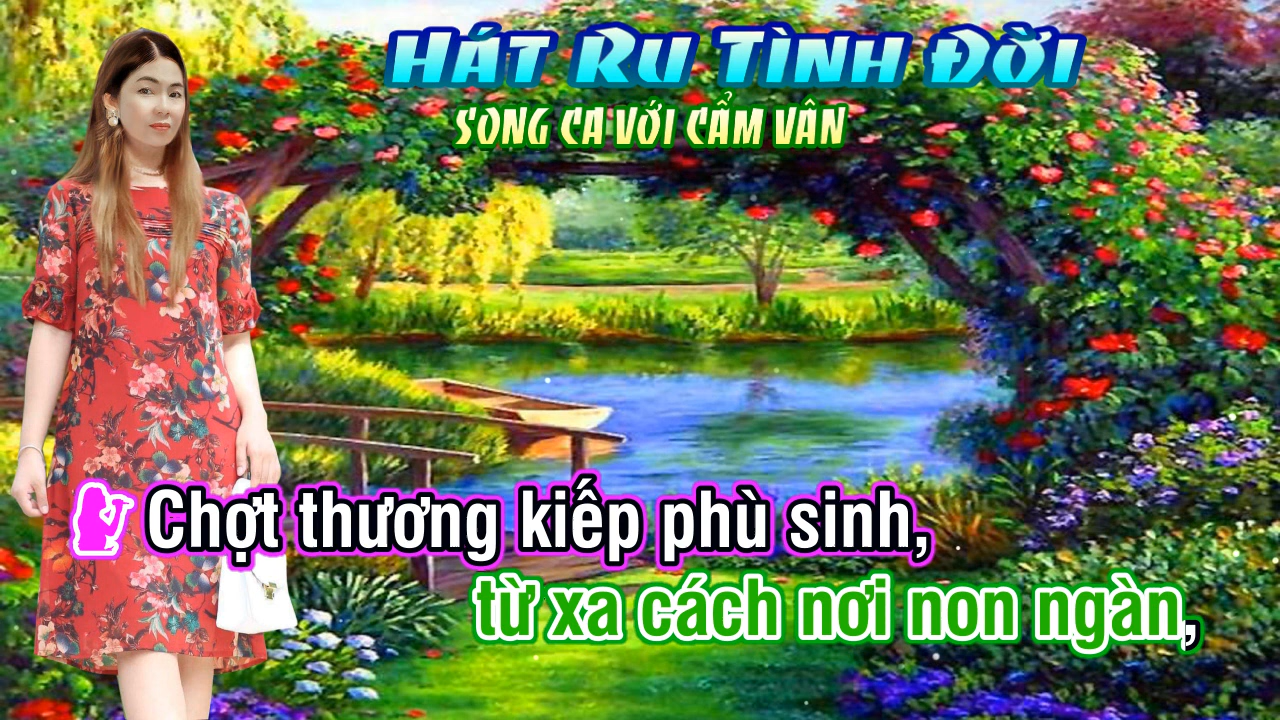 HÁT RU TÌNH ĐỜI
SONG CA VỚI CẨM VÂN
Chợt thương kiếp phù sinh,
từ xa cách nơi non ngàn,